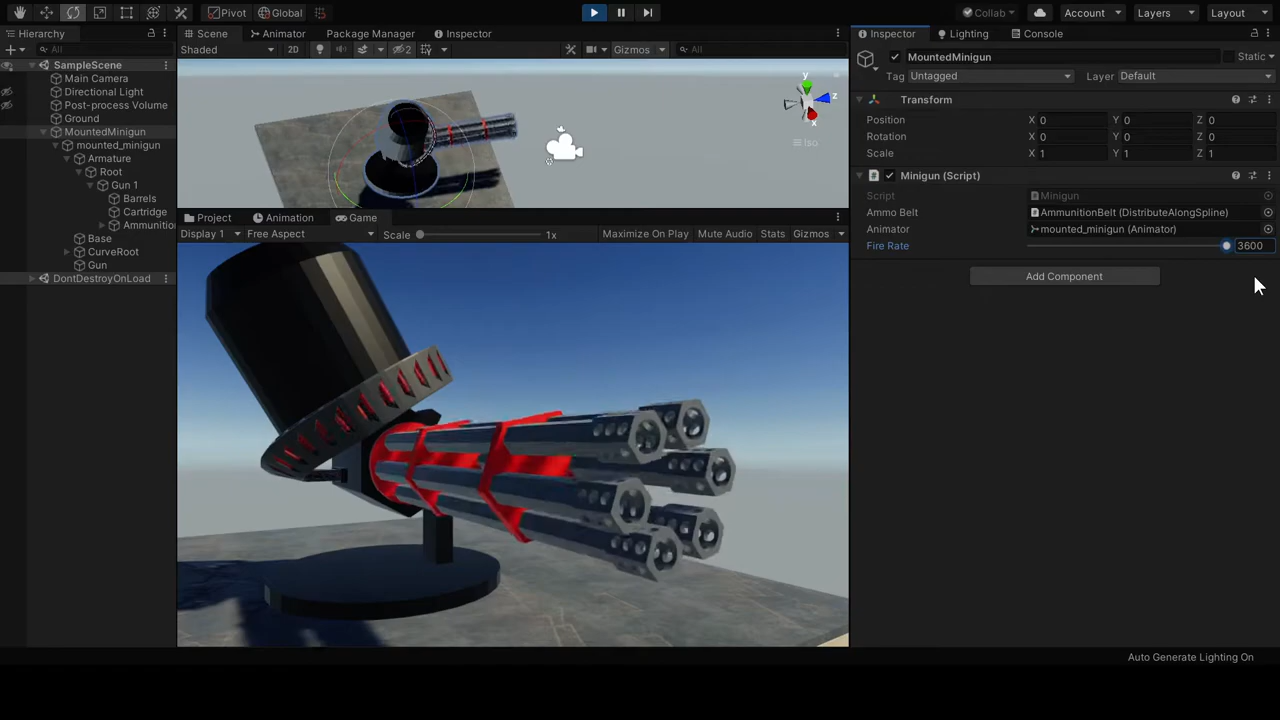 Pivot Global Collab Account Layers Layout
Hierarchy
All
SampleScene
Main Camera
Directional Light
Post-process Volume
Ground
MountedMinigun
mounted_minigun
Armature
Root
Gun 1
Barrels
Cartridge
Ammunitio
Base
CurveRoot
Gun
DontDestroyOnLoad
Scene Animator Package Manager Inspector
Shaded 2D 2 Gizmos All
y
z
x
Iso
Project Animation Game
Display 1 Free Aspect Scale 1x Maximize On Play Mute Audio Stats Gizmos
Inspector Lighting Console
MountedMinigun Static
Tag Untagged Layer Default
Transform
Position X 0 Y 0 Z 0
Rotation X 0 Y 0 Z 0
Scale X 1 Y 1 Z 1
Minigun (Script)
Script Minigun
Ammo Belt AmmunitionBelt (DistributeAlongSpline)
Animator mounted_minigun (Animator)
Fire Rate 3600
Add Component
Auto Generate Lighting On